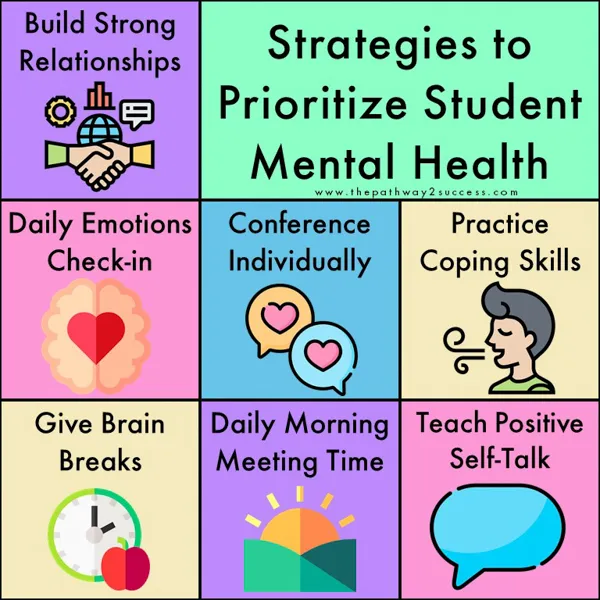 Build Strong
Relationships
Strategies to
Prioritize Student
Mental Health
www.thepathway2success.com
Daily Emotions
Check-in
Conference
Individually
Practice
Coping Skills
Give Brain
Breaks
Daily Morning
Meeting Time
Teach Positive
Self-Talk